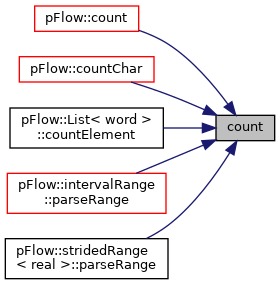 pFlow::count
pFlow::countChar
pFlow::List< word >
::countElement
count
pFlow::intervalRange
::parseRange
pFlow::stridedRange
< real >::parseRange